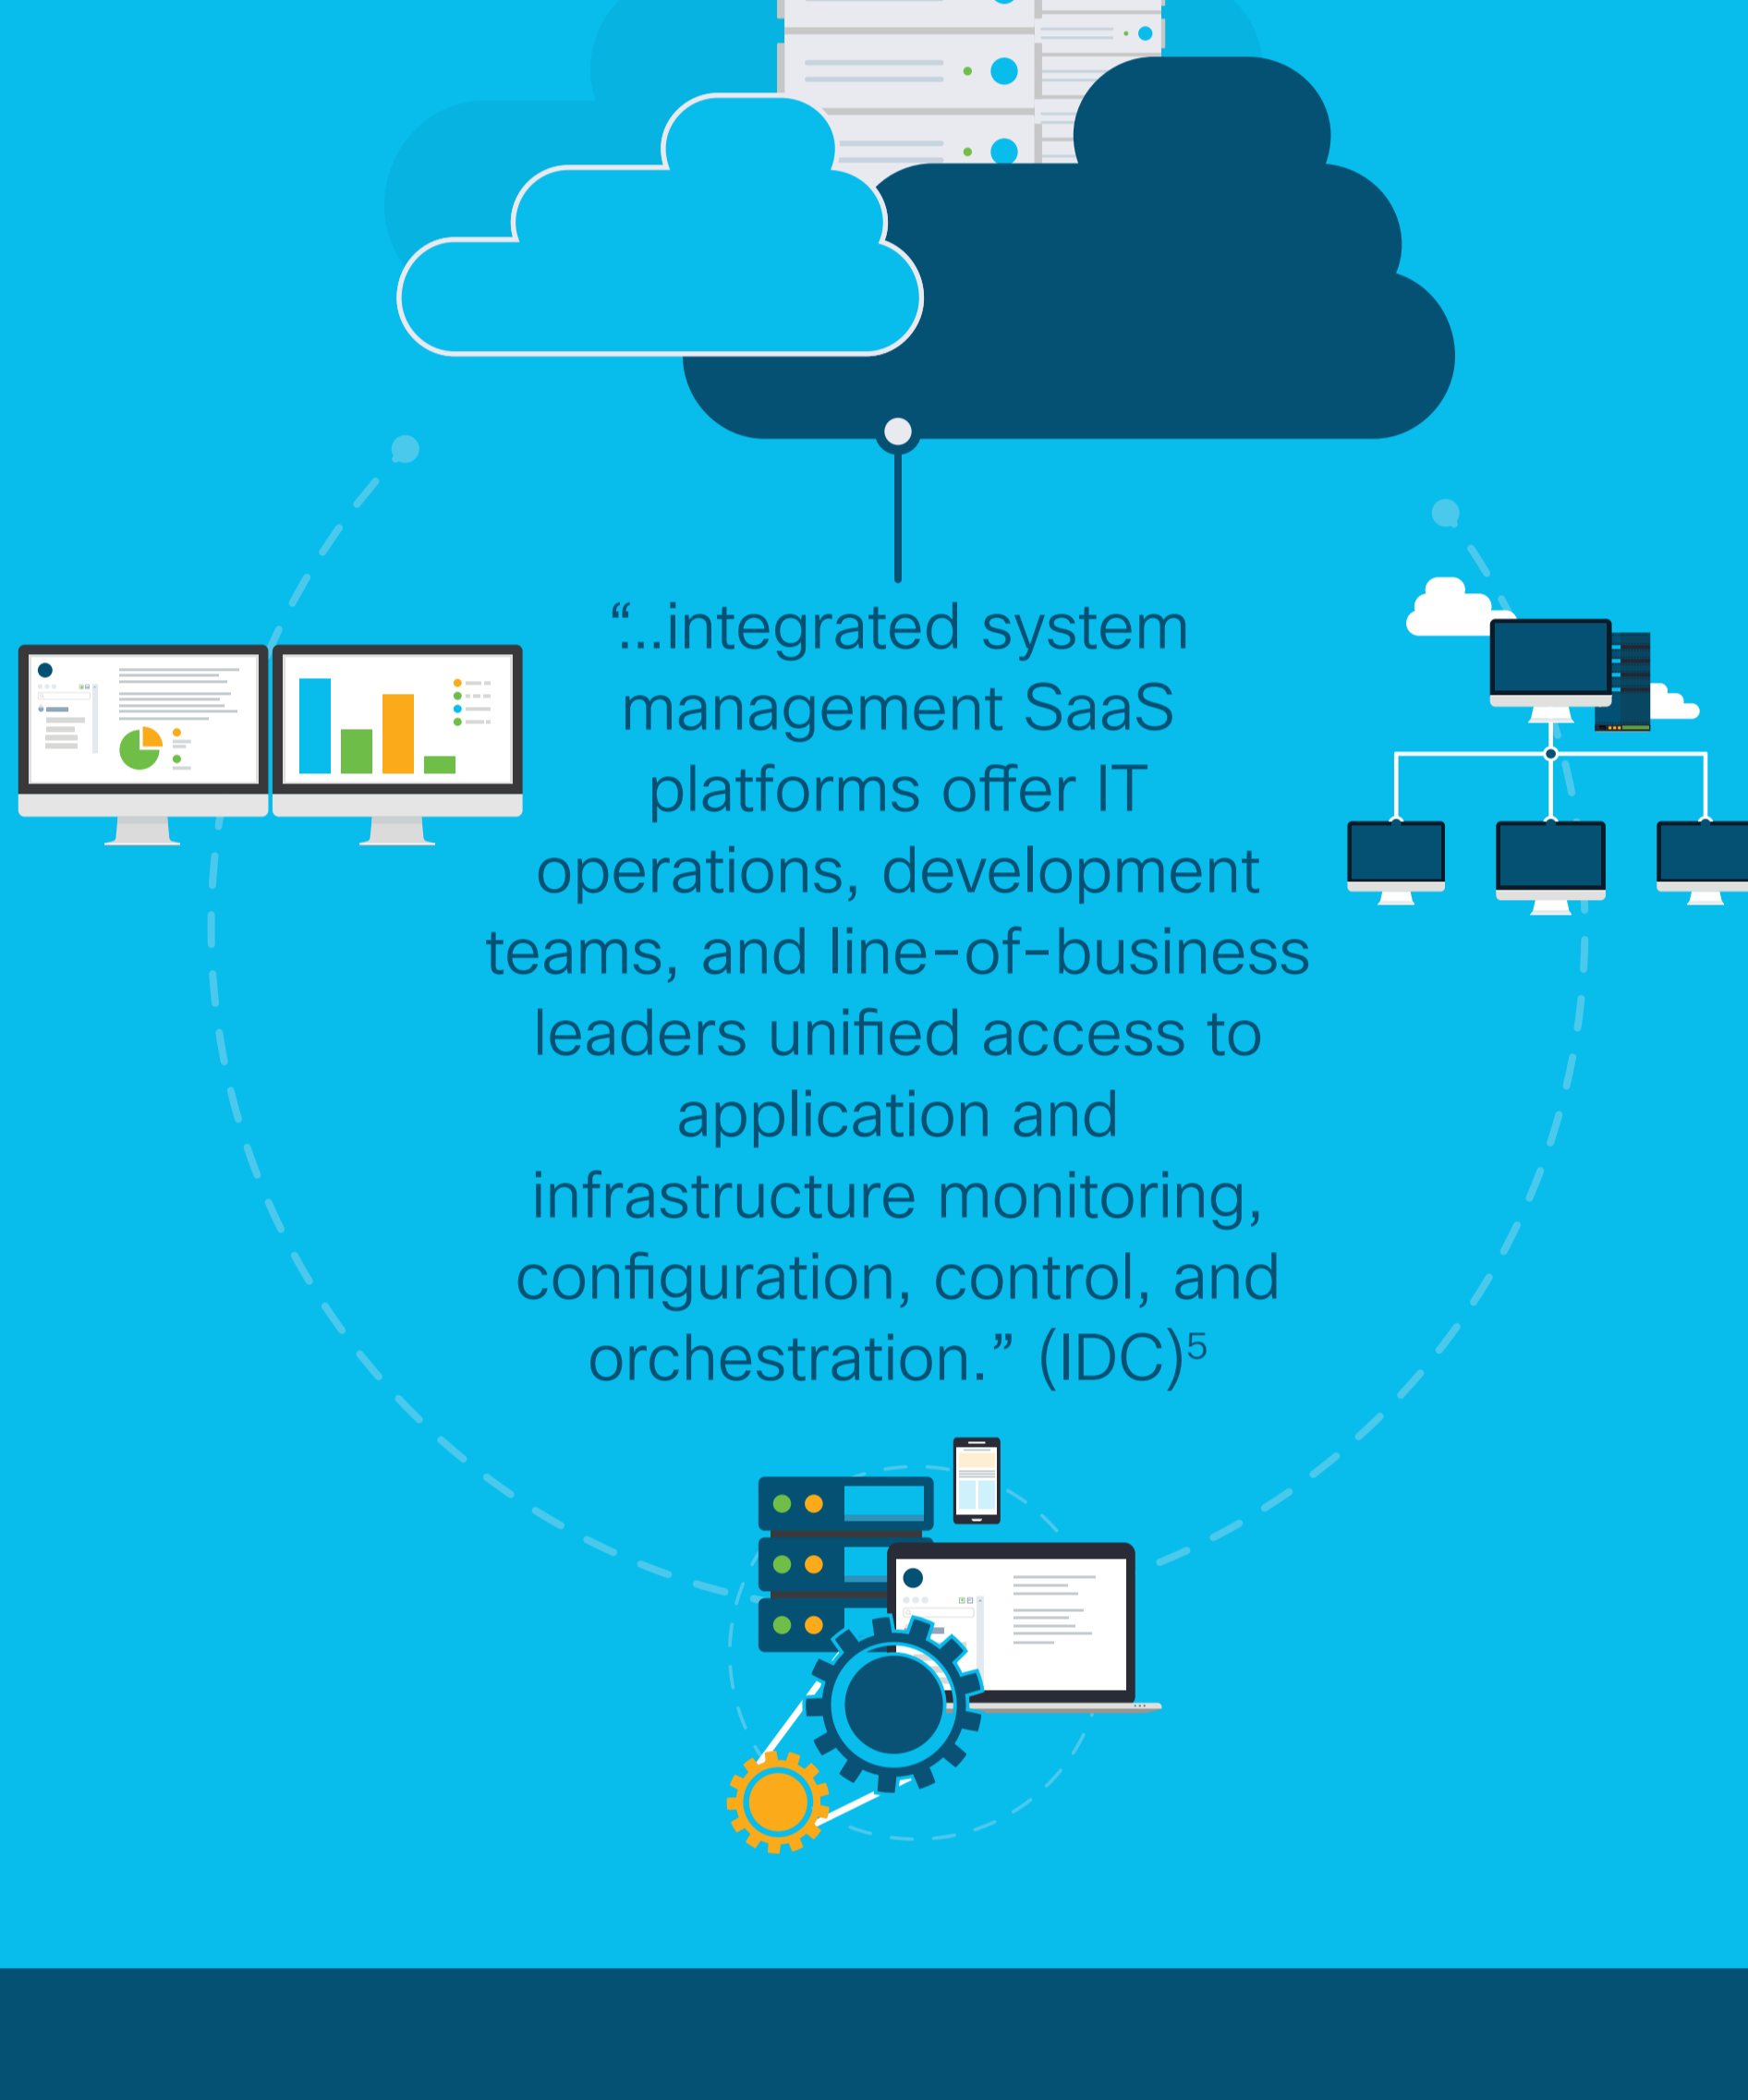 “...integrated system
management SaaS
platforms offer IT
operations, development
teams, and line-of-business
leaders unified access to
application and
infrastructure monitoring,
configuration, control, and
orchestration.” (IDC)⁵